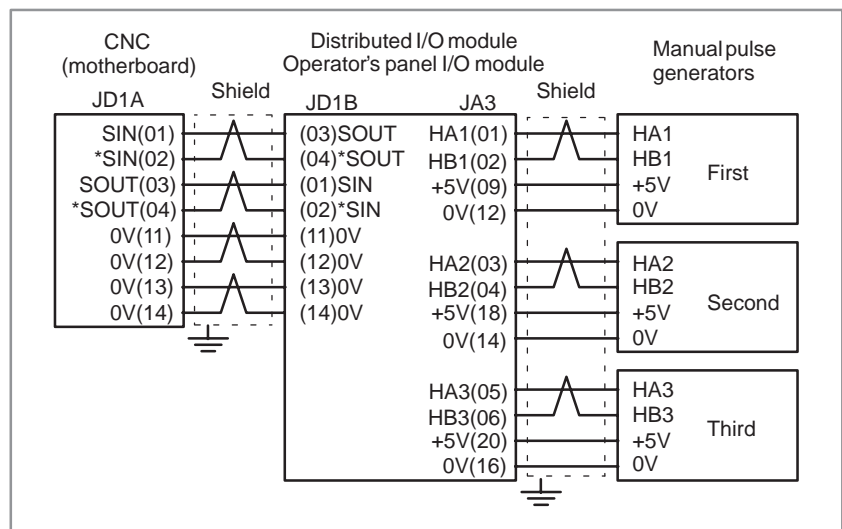 CNC
(motherboard)
JD1A
Shield
Distributed I/O module
Operator's panel I/O module
JD1B
JA3
Shield
Manual pulse
generators
SIN(01)
*SIN(02)
SOUT(03)
*SOUT(04)
0V(11)
0V(12)
0V(13)
0V(14)
(03)SOUT
(04)*SOUT
(01)SIN
(02)*SIN
(11)0V
(12)0V
(13)0V
(14)0V
HA1(01)
HB1(02)
+5V(09)
0V(12)
HA2(03)
HB2(04)
+5V(18)
0V(14)
HA3(05)
HB3(06)
+5V(20)
0V(16)
HA1
HB1
+5V
0V
First
HA2
HB2
+5V
0V
Second
HA3
HB3
+5V
0V
Third